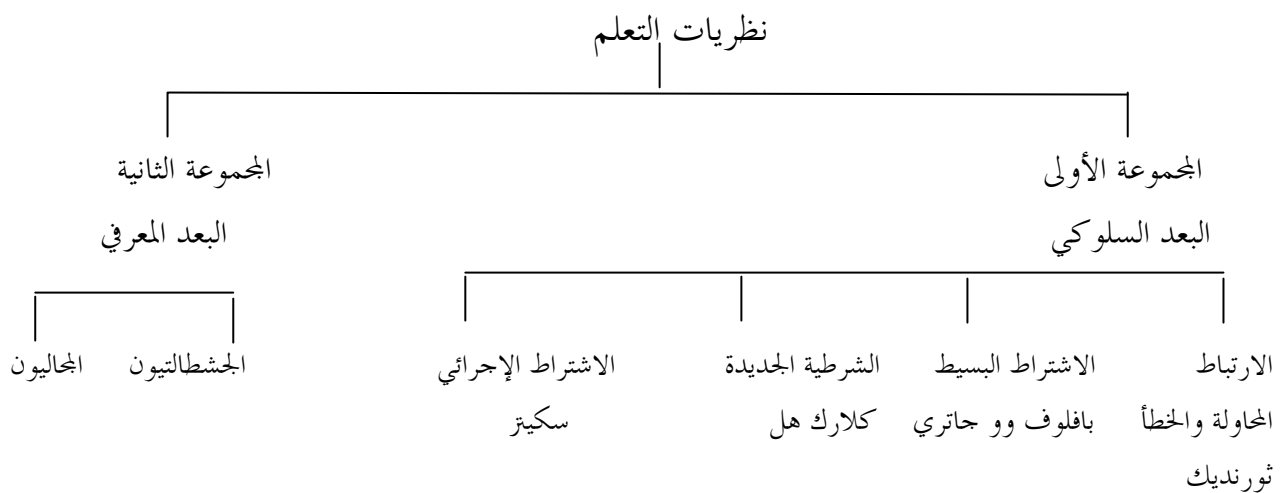 نظريات التعلم
المجموعة الأولى
المجموعة الثانية
البعد السلوكي
البعد المعرفي
الارتباط
الاشتراط البسيط
الشرطية الجديدة
الاشتراط الإجرائي
الجشطالتيون
المجاليون
المحاولة والخطأ
بافلوف وو جاتري
كلارك هل
سكينر
ثورنديك